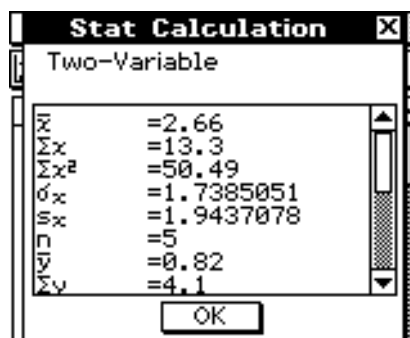 Stat Calculation
Two-Variable
x̄ =2.66
Σx =13.3
Σx² =50.49
σx =1.7385051
sx =1.9437078
n =5
ȳ =0.82
Σy =4.1
OK